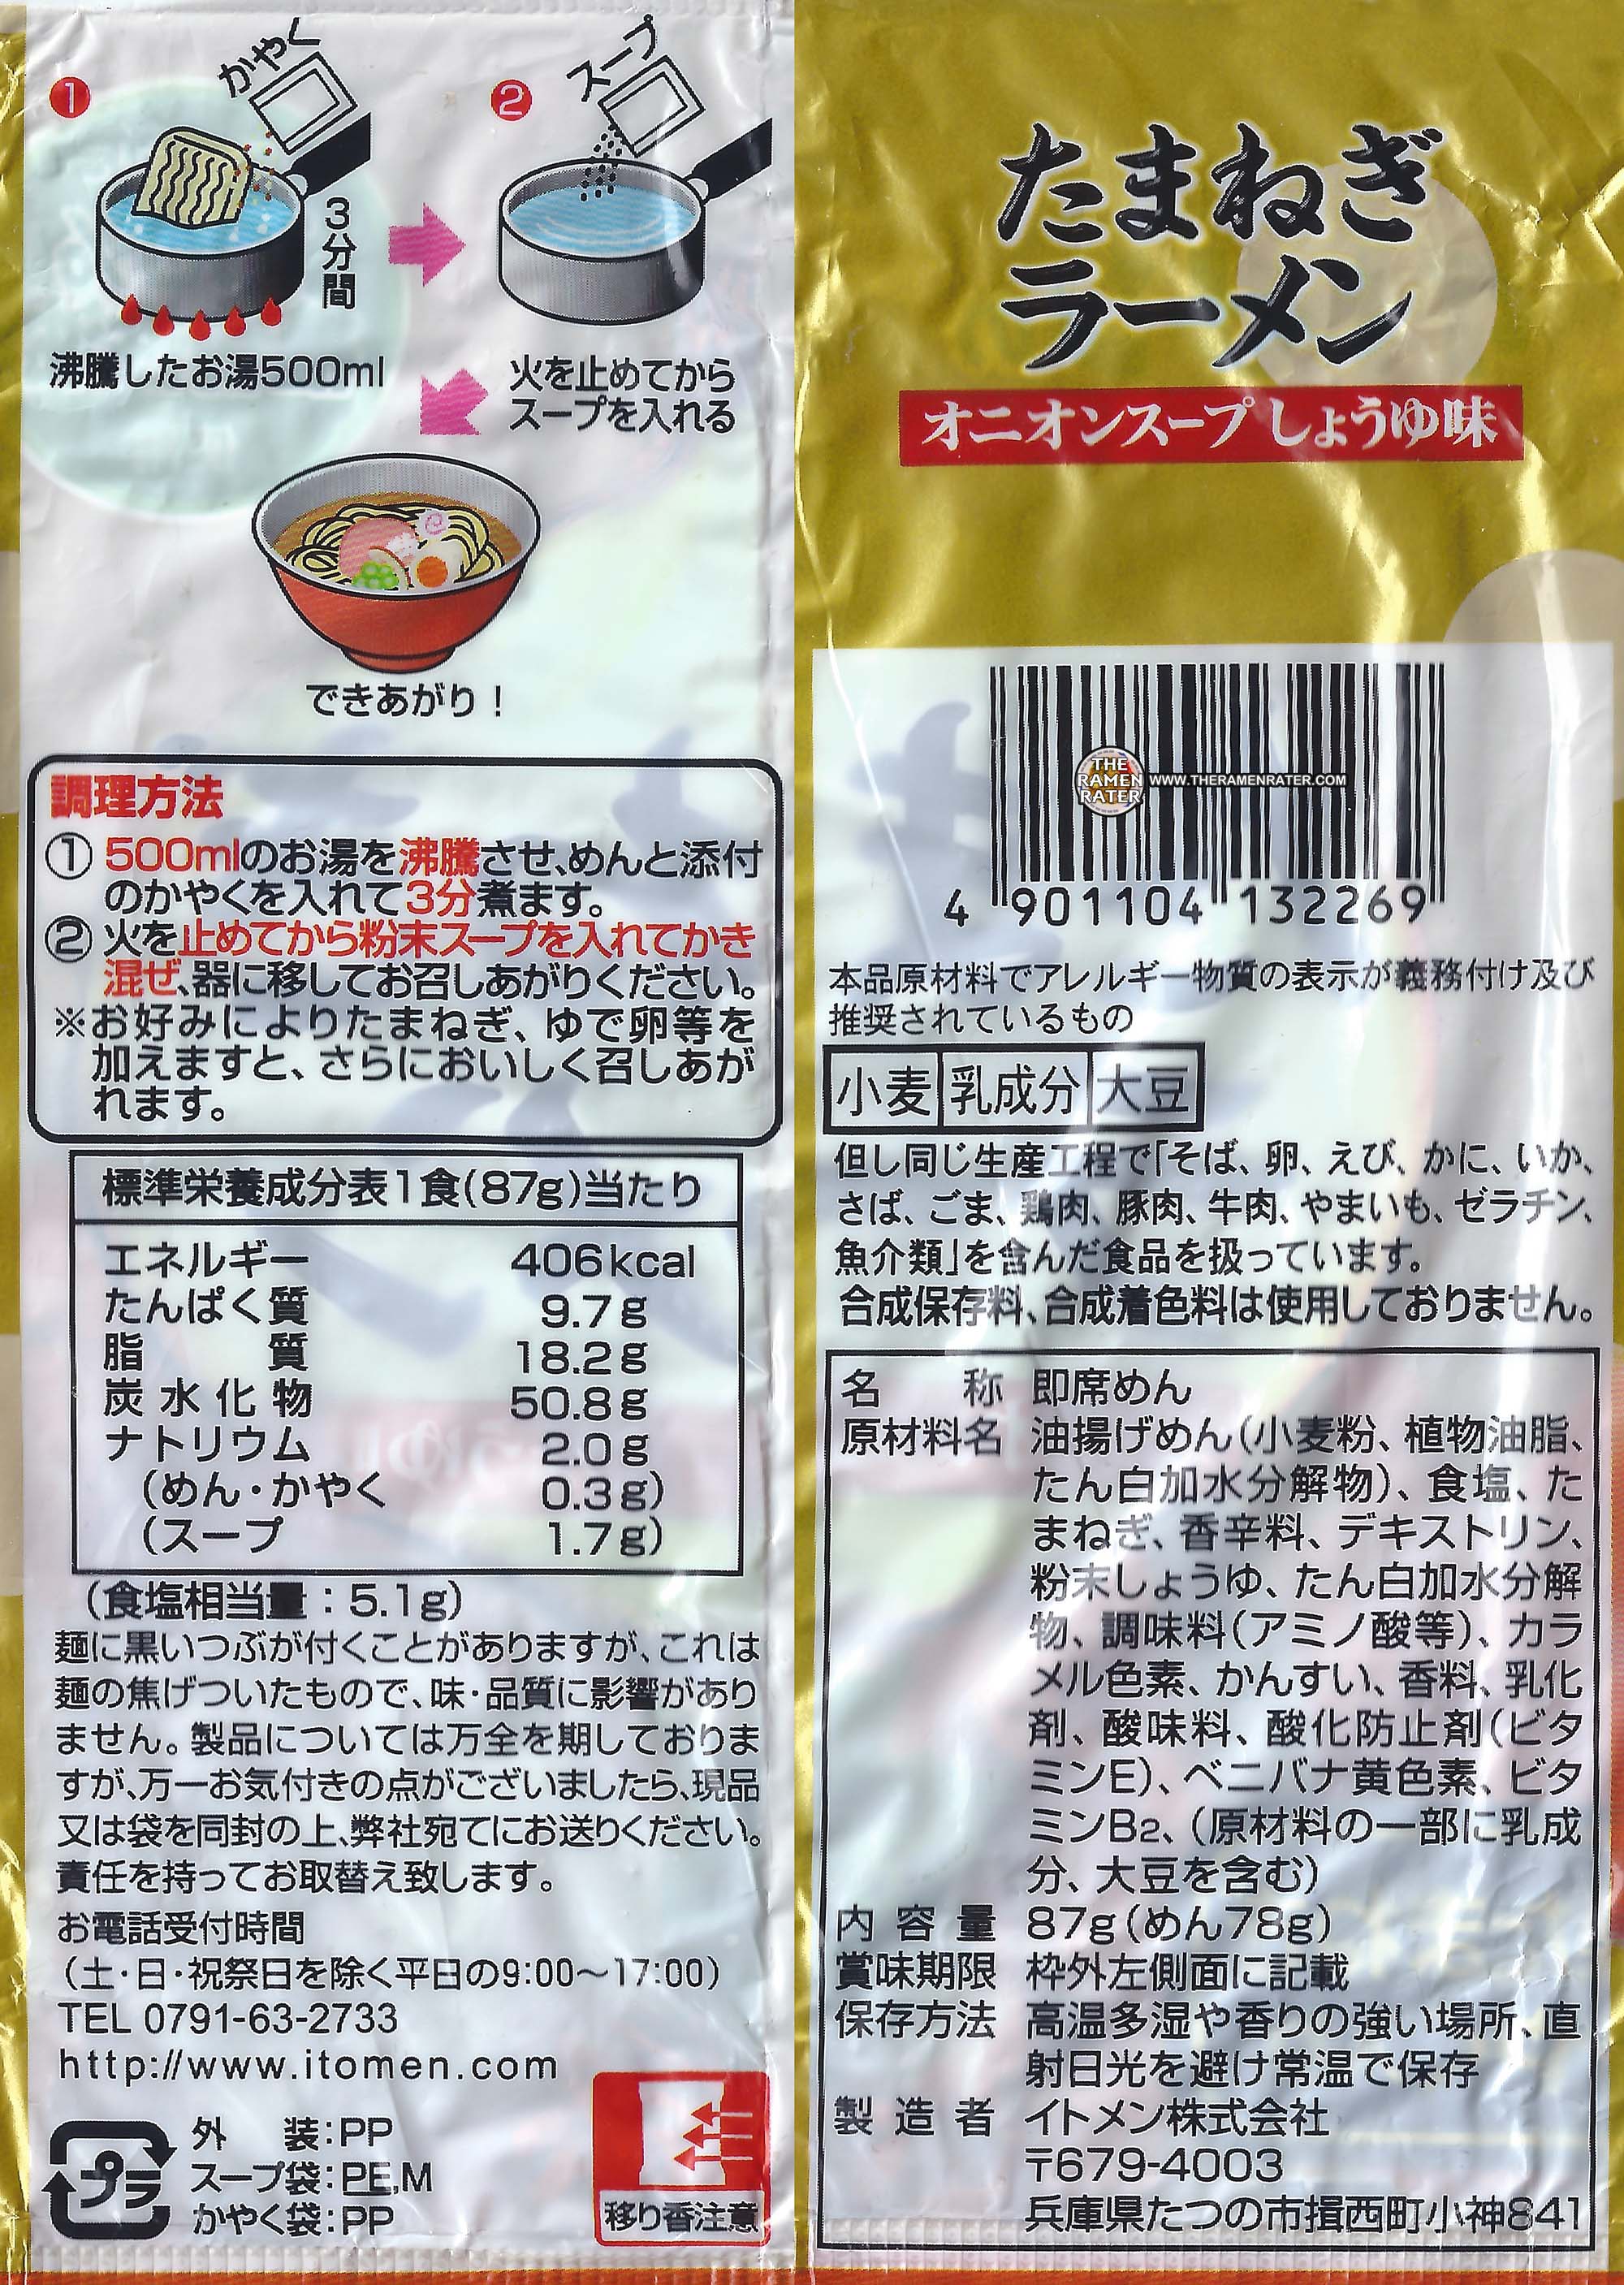 ① かやく
3分間
沸騰したお湯500ml
② スープ
火を止めてから
スープを入れる
できあがり！
調理方法
① 500mlのお湯を沸騰させ、めんと添付
のかやくを入れて3分煮ます。
② 火を止めてから粉末スープを入れてかき
混ぜ、器に移してお召しあがりください。
※お好みによりたまねぎ、ゆで卵等を
加えますと、さらにおいしく召しあが
れます。
標準栄養成分表1食(87g)当たり
エネルギー 406kcal
たんぱく質 9.7g
脂質 18.2g
炭水化物 50.8g
ナトリウム 2.0g
(めん・かやく 0.3g)
(スープ 1.7g)
(食塩相当量：5.1g)
麺に黒いつぶが付くことがありますが、これは
麺の焦げついたもので、味・品質に影響があり
ません。製品については万全を期しておりま
すが、万一お気付きの点がございましたら、現品
又は袋を同封の上、弊社宛てにお送りください。
責任を持ってお取替え致します。
お電話受付時間
(土・日・祝祭日を除く平日の9:00～17:00)
TEL 0791-63-2733
http://www.itomen.com
プラ
外装：PP
スープ袋：PE,M
かやく袋：PP
移り香注意
たまねぎ
ラーメン
オニオンスープ しょうゆ味
THE RAMEN RATER WWW.THERAMENRATER.COM
4 901104 132269
本品原材料でアレルギー物質の表示が義務付け及び
推奨されているもの
小麦 乳成分 大豆
但し同じ生産工程で「そば、卵、えび、かに、いか、
さば、ごま、鶏肉、豚肉、牛肉、やまいも、ゼラチン、
魚介類」を含んだ食品を扱っています。
合成保存料、合成着色料は使用しておりません。
名称 即席めん
原材料名 油揚げめん(小麦粉、植物油脂、
たん白加水分解物)、食塩、た
まねぎ、香辛料、デキストリン、
粉末しょうゆ、たん白加水分解
物、調味料(アミノ酸等)、カラ
メル色素、かんすい、香料、乳化
剤、酸味料、酸化防止剤(ビタ
ミンE)、ベニバナ黄色素、ビタ
ミンB2、(原材料の一部に乳成
分、大豆を含む)
内容量 87g(めん78g)
賞味期限 枠外左側面に記載
保存方法 高温多湿や香りの強い場所、直
射日光を避け常温で保存
製造者 イトメン株式会社
〒679-4003
兵庫県たつの市揖西町小神841